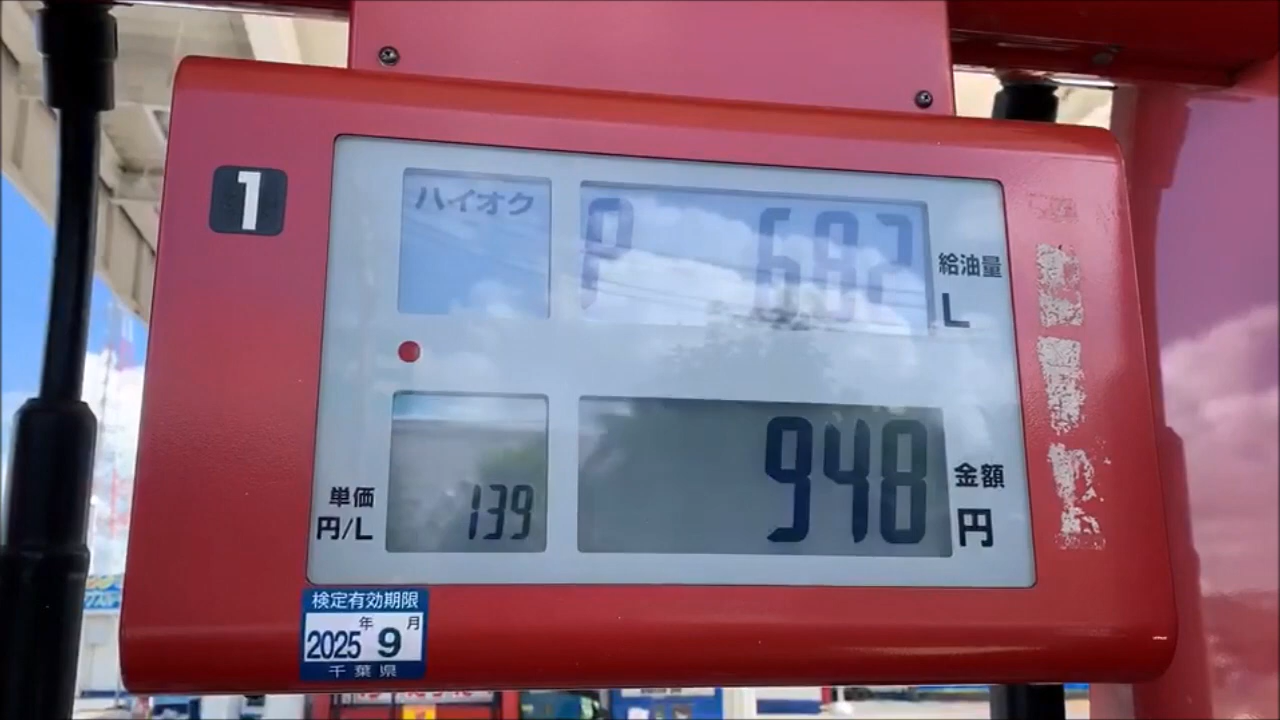 1
ハイオク
P 6.82
給油量
L
単価
円/L
139
948
金額
円
検定有効期限
2025年9月
千葉県